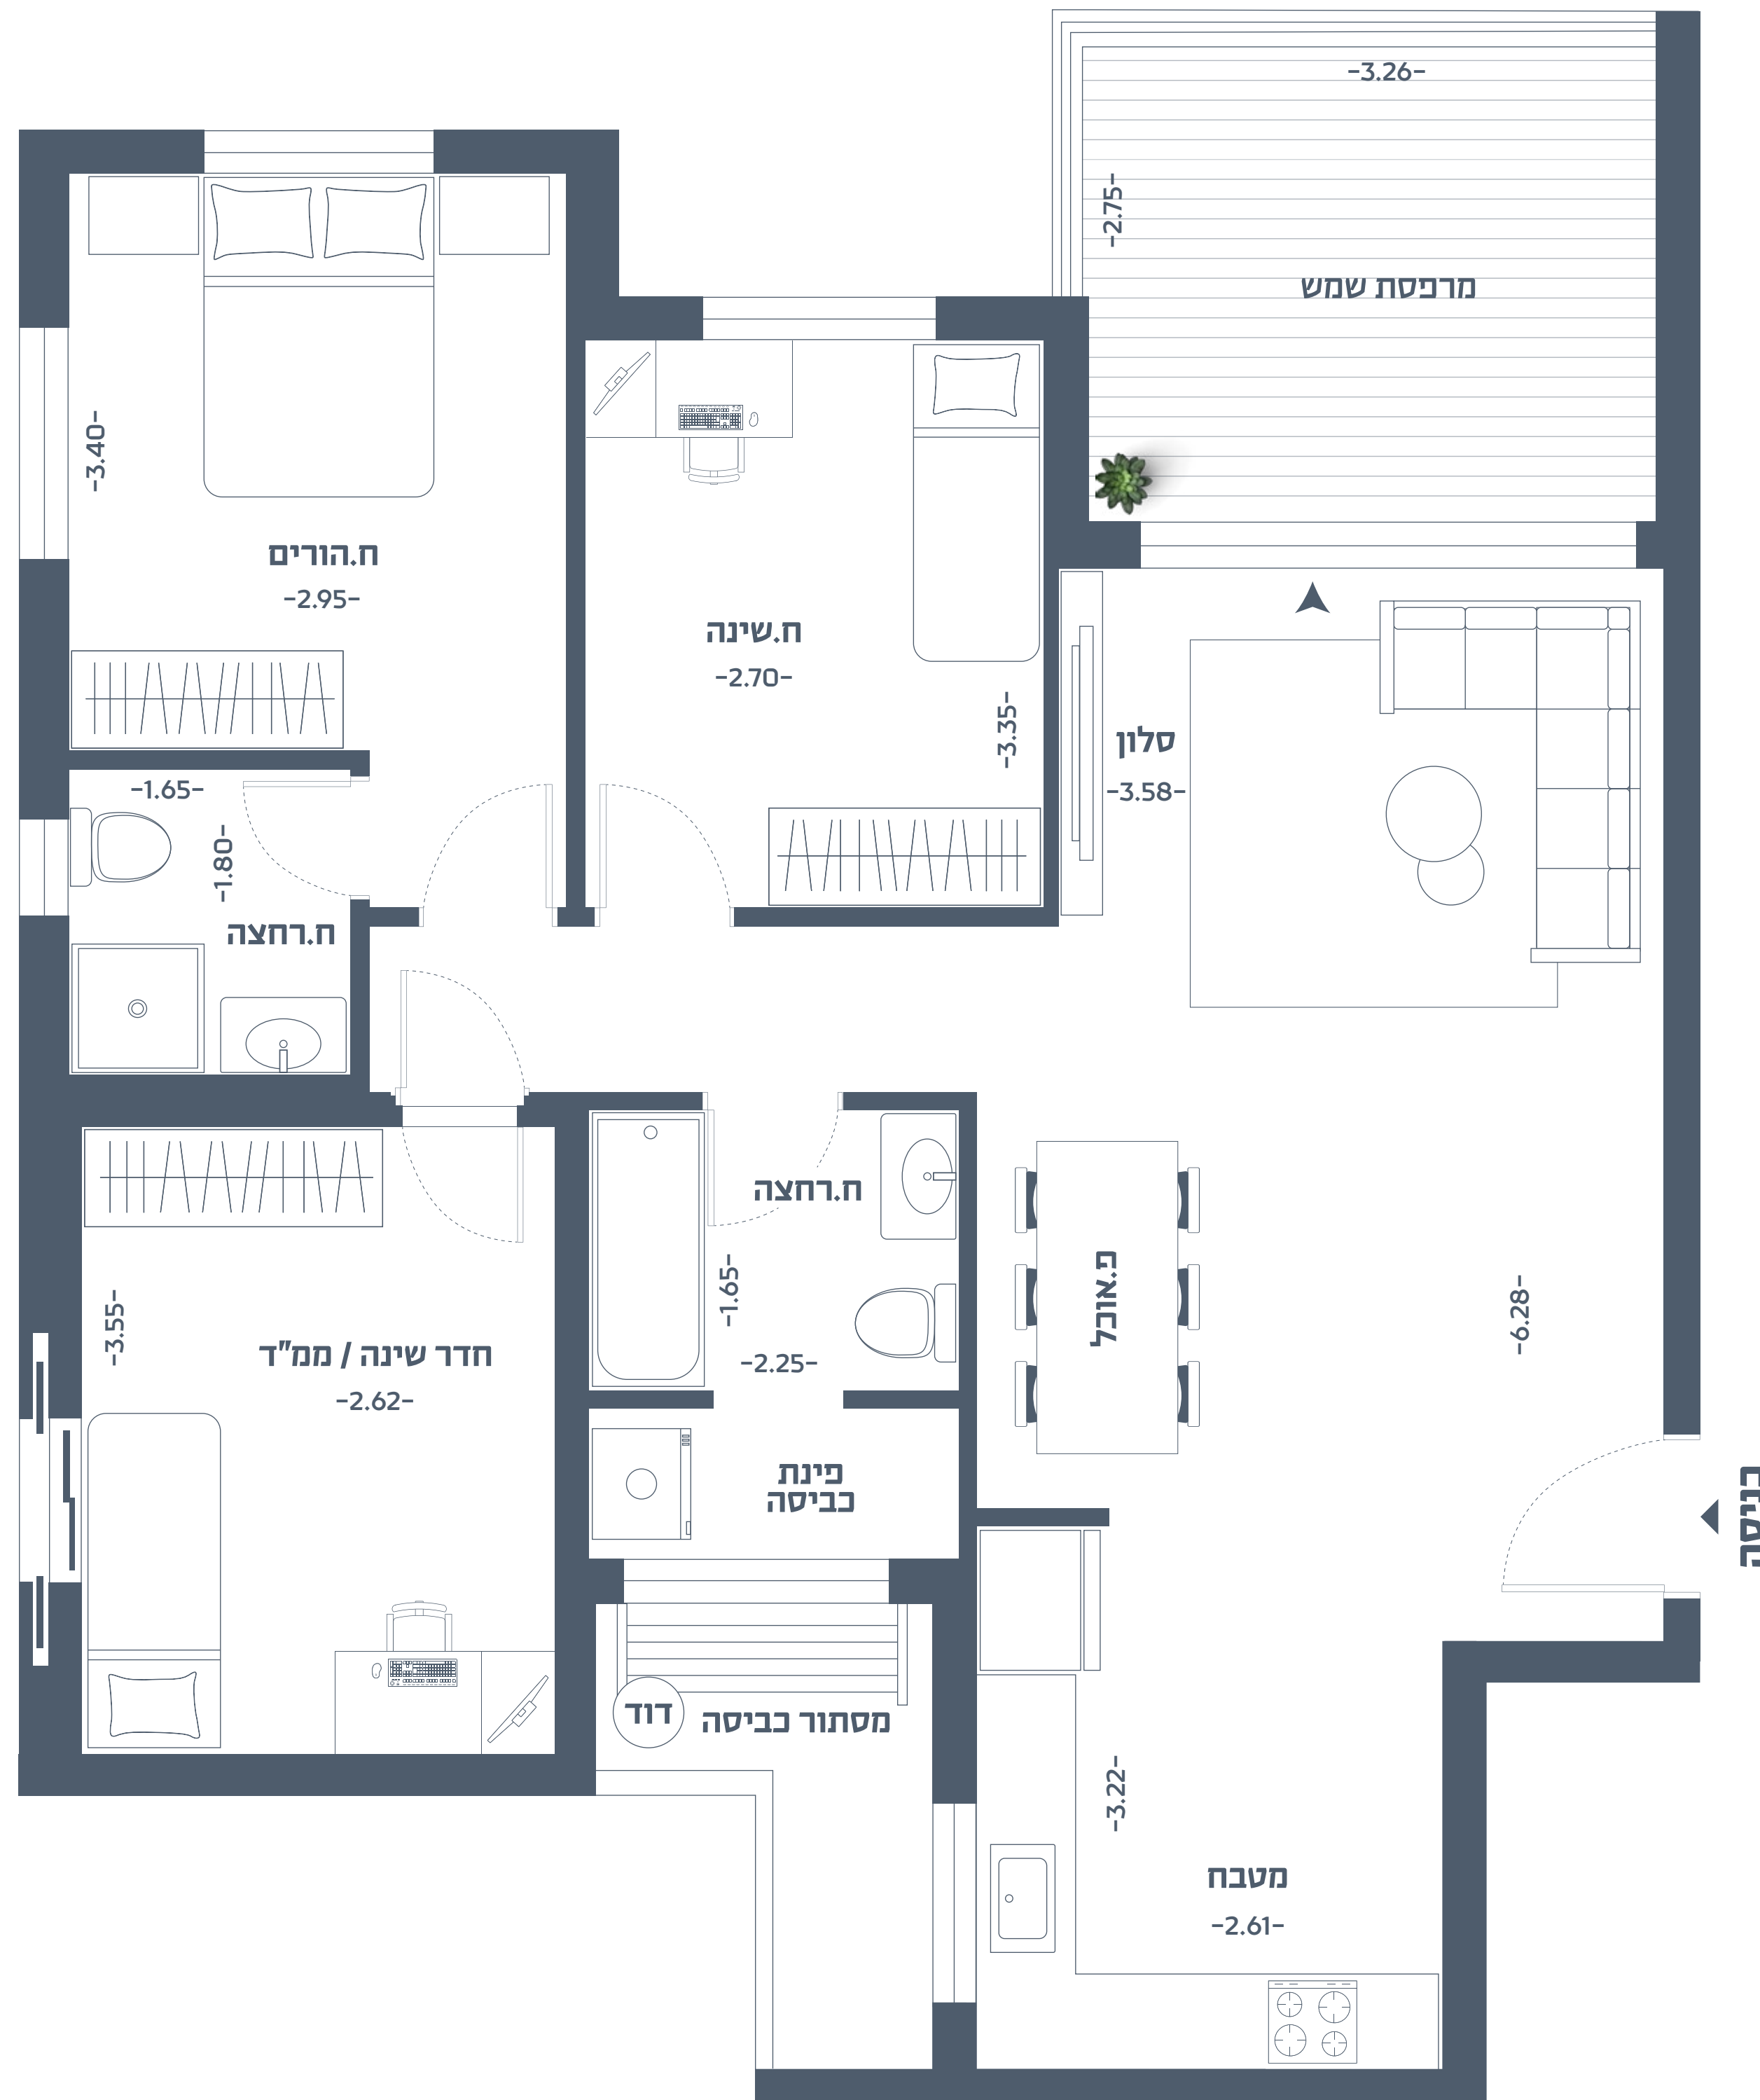 -3.26-
-2.75-
מרפסת שמש
-3.40-
ח.הורים
-2.95-
ח.שינה
-2.70-
-3.35-
סלון
-3.58-
-1.65-
-1.80-
ח.רחצה
ח.רחצה
-1.65-
-2.25-
פ.אוכל
-6.28-
-3.55-
חדר שינה / ממ"ד
-2.62-
פינת
כביסה
כניסה
דוד
מסתור כביסה
-3.22-
מטבח
-2.61-